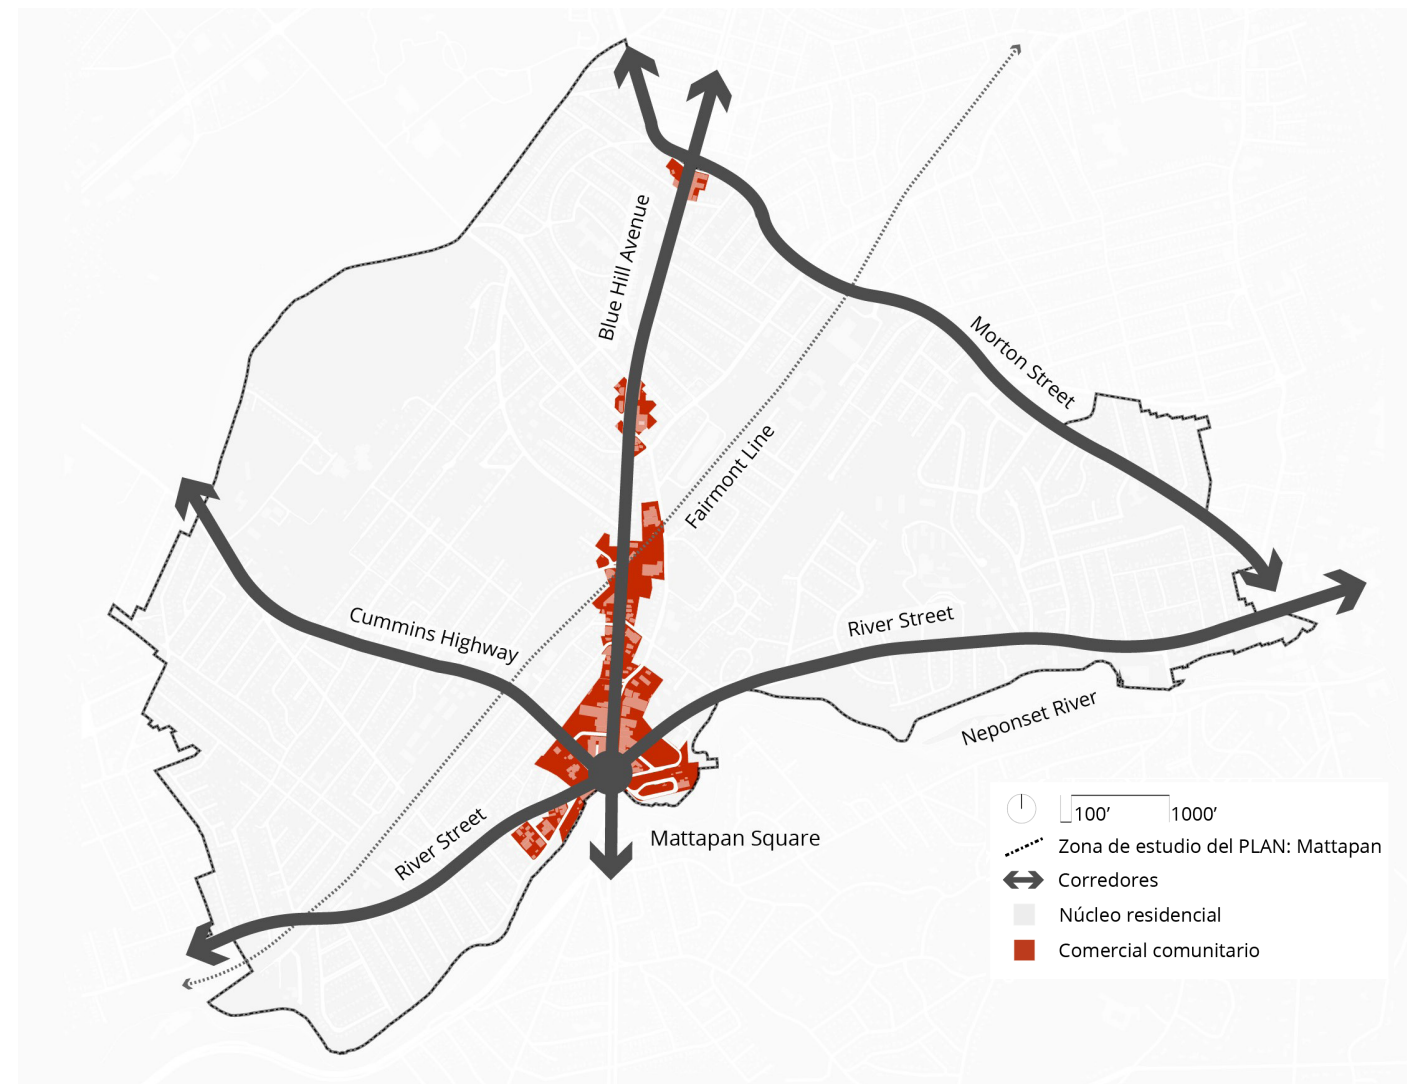 Blue Hill Avenue
Morton Street
Fairmont Line
Cummins Highway
River Street
Neponset River
River Street
Mattapan Square
100’ 1000’
Zona de estudio del PLAN: Mattapan
Corredores
Núcleo residencial
Comercial comunitario